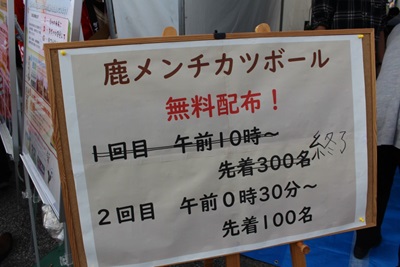 鹿メンチカツボール
無料配布！
1回目 午前10時～
先着300名
終了
2回目 午前0時30分～
先着100名